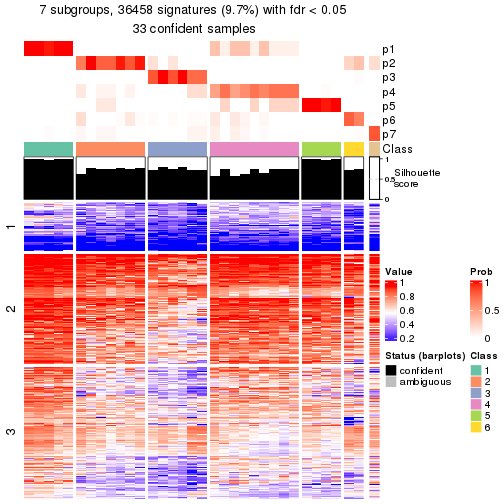 7 subgroups, 36458 signatures (9.7%) with fdr < 0.05
33 confident samples
p1
p2
p3
p4
p5
p6
p7
Class
1
0.5
0
Silhouette
score
1
2
3
Value
1
0.8
0.6
0.4
0.2
Prob
1
0.5
0
Status (barplots)
confident
ambiguous
Class
1
2
3
4
5
6